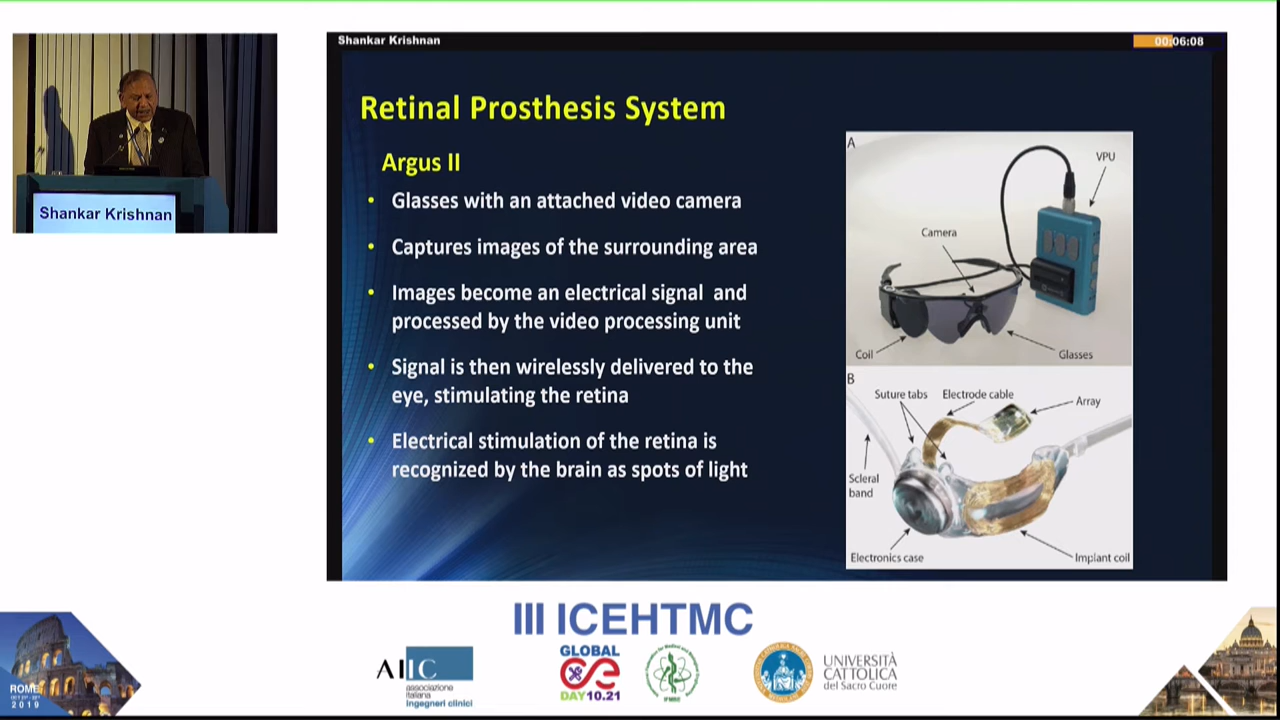 Shankar Krishnan
00:06:08
Shankar Krishnan
Retinal Prosthesis System
Argus II
• Glasses with an attached video camera
• Captures images of the surrounding area
• Images become an electrical signal and
processed by the video processing unit
• Signal is then wirelessly delivered to the
eye, stimulating the retina
• Electrical stimulation of the retina is
recognized by the brain as spots of light
A
VPU
Camera
Coil
Glasses
B
Suture tabs
Electrode cable
Array
Scleral
band
Electronics case
Implant coil
III ICEHTMC
ROME
2019
AIIC
associazione
italiana
ingegneri clinici
GLOBAL
ce
DAY 10.21
IFMBE
UNIVERSITÀ
CATTOLICA
del Sacro Cuore